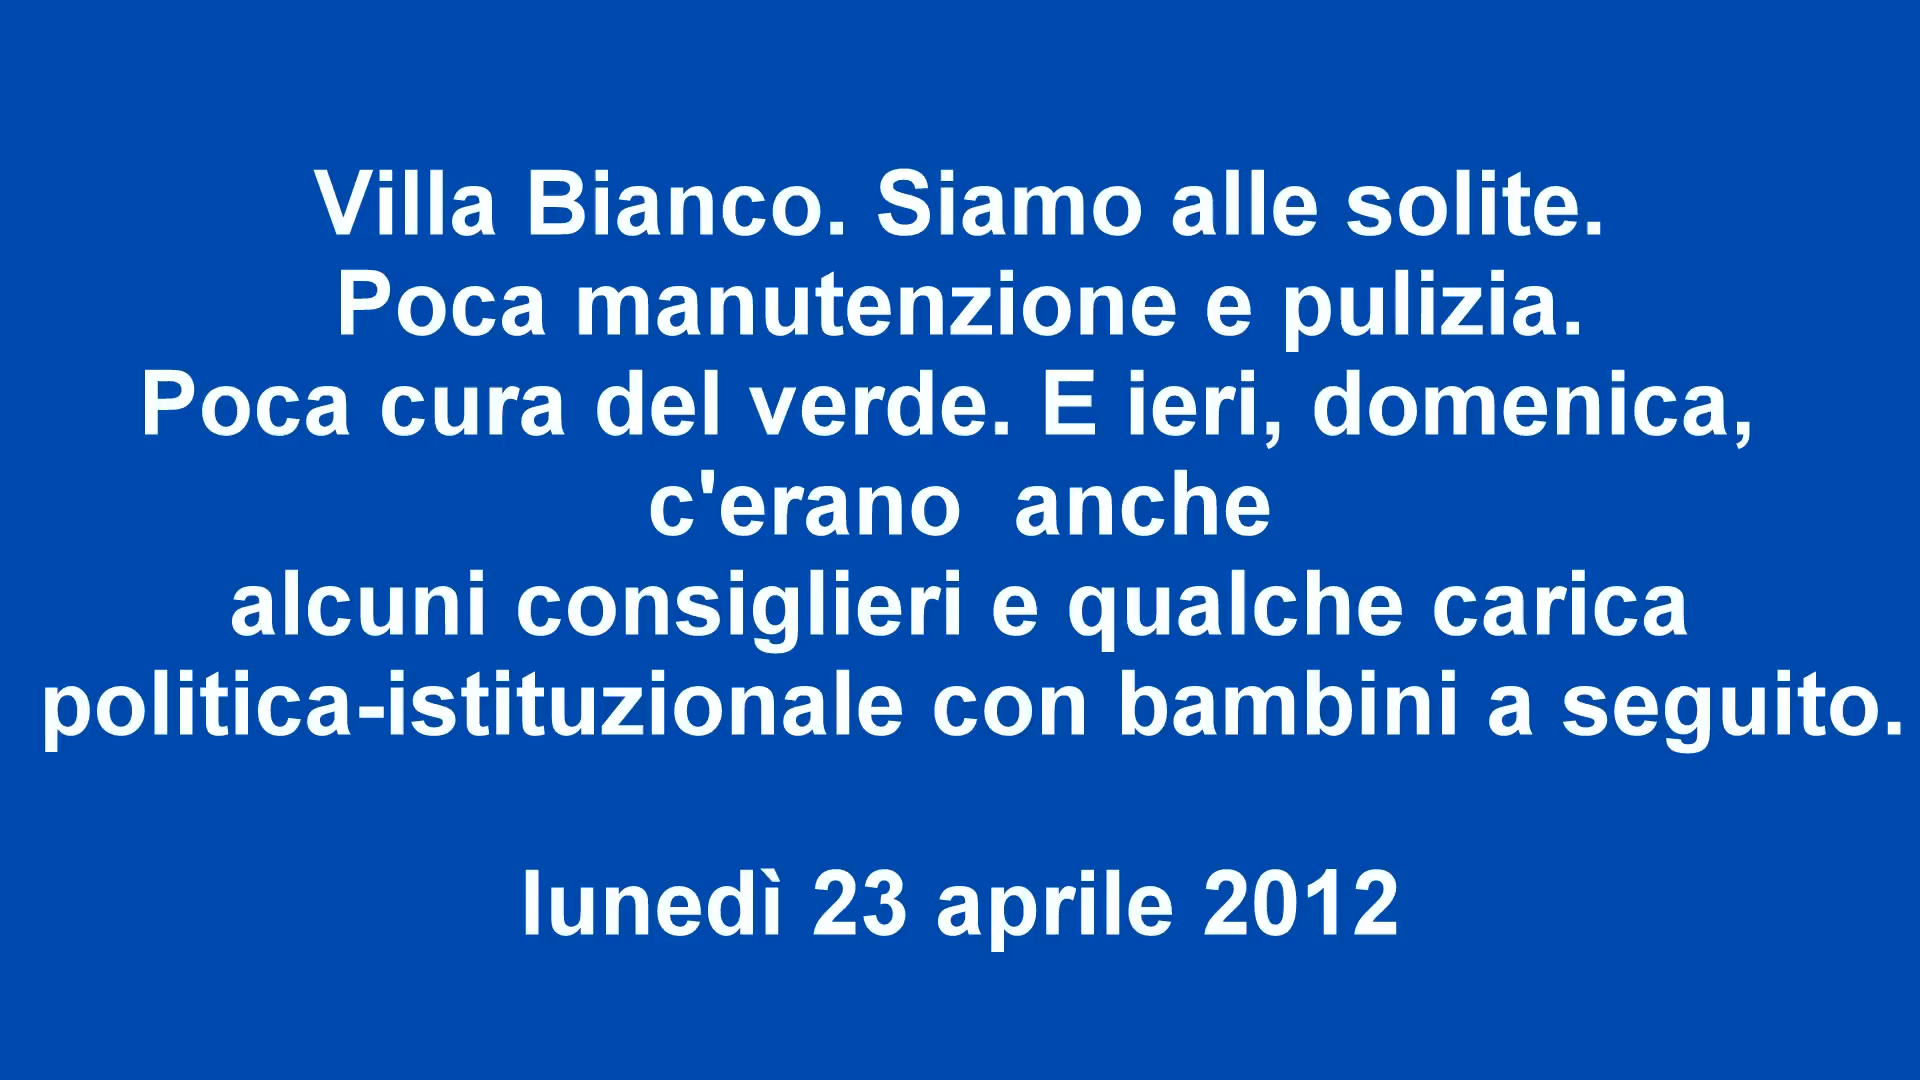 Villa Bianco. Siamo alle solite.
Poca manutenzione e pulizia.
Poca cura del verde. E ieri, domenica,
c'erano  anche
alcuni consiglieri e qualche carica
politica-istituzionale con bambini a seguito.
lunedì 23 aprile 2012